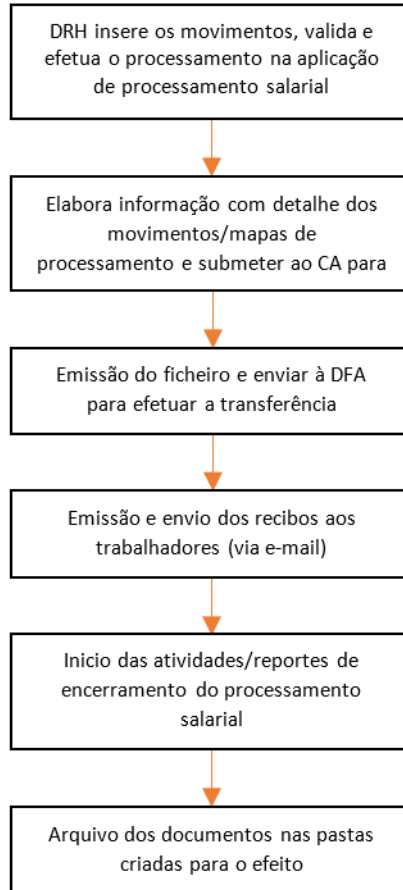 DRH insere os movimentos, valida e
efetua o processamento na aplicação
de processamento salarial
Elabora informação com detalhe dos
movimentos/mapas de
processamento e submeter ao CA para
Emissão do ficheiro e enviar à DFA
para efetuar a transferência
Emissão e envio dos recibos aos
trabalhadores (via e-mail)
Inicio das atividades/reportes de
encerramento do processamento
salarial
Arquivo dos documentos nas pastas
criadas para o efeito